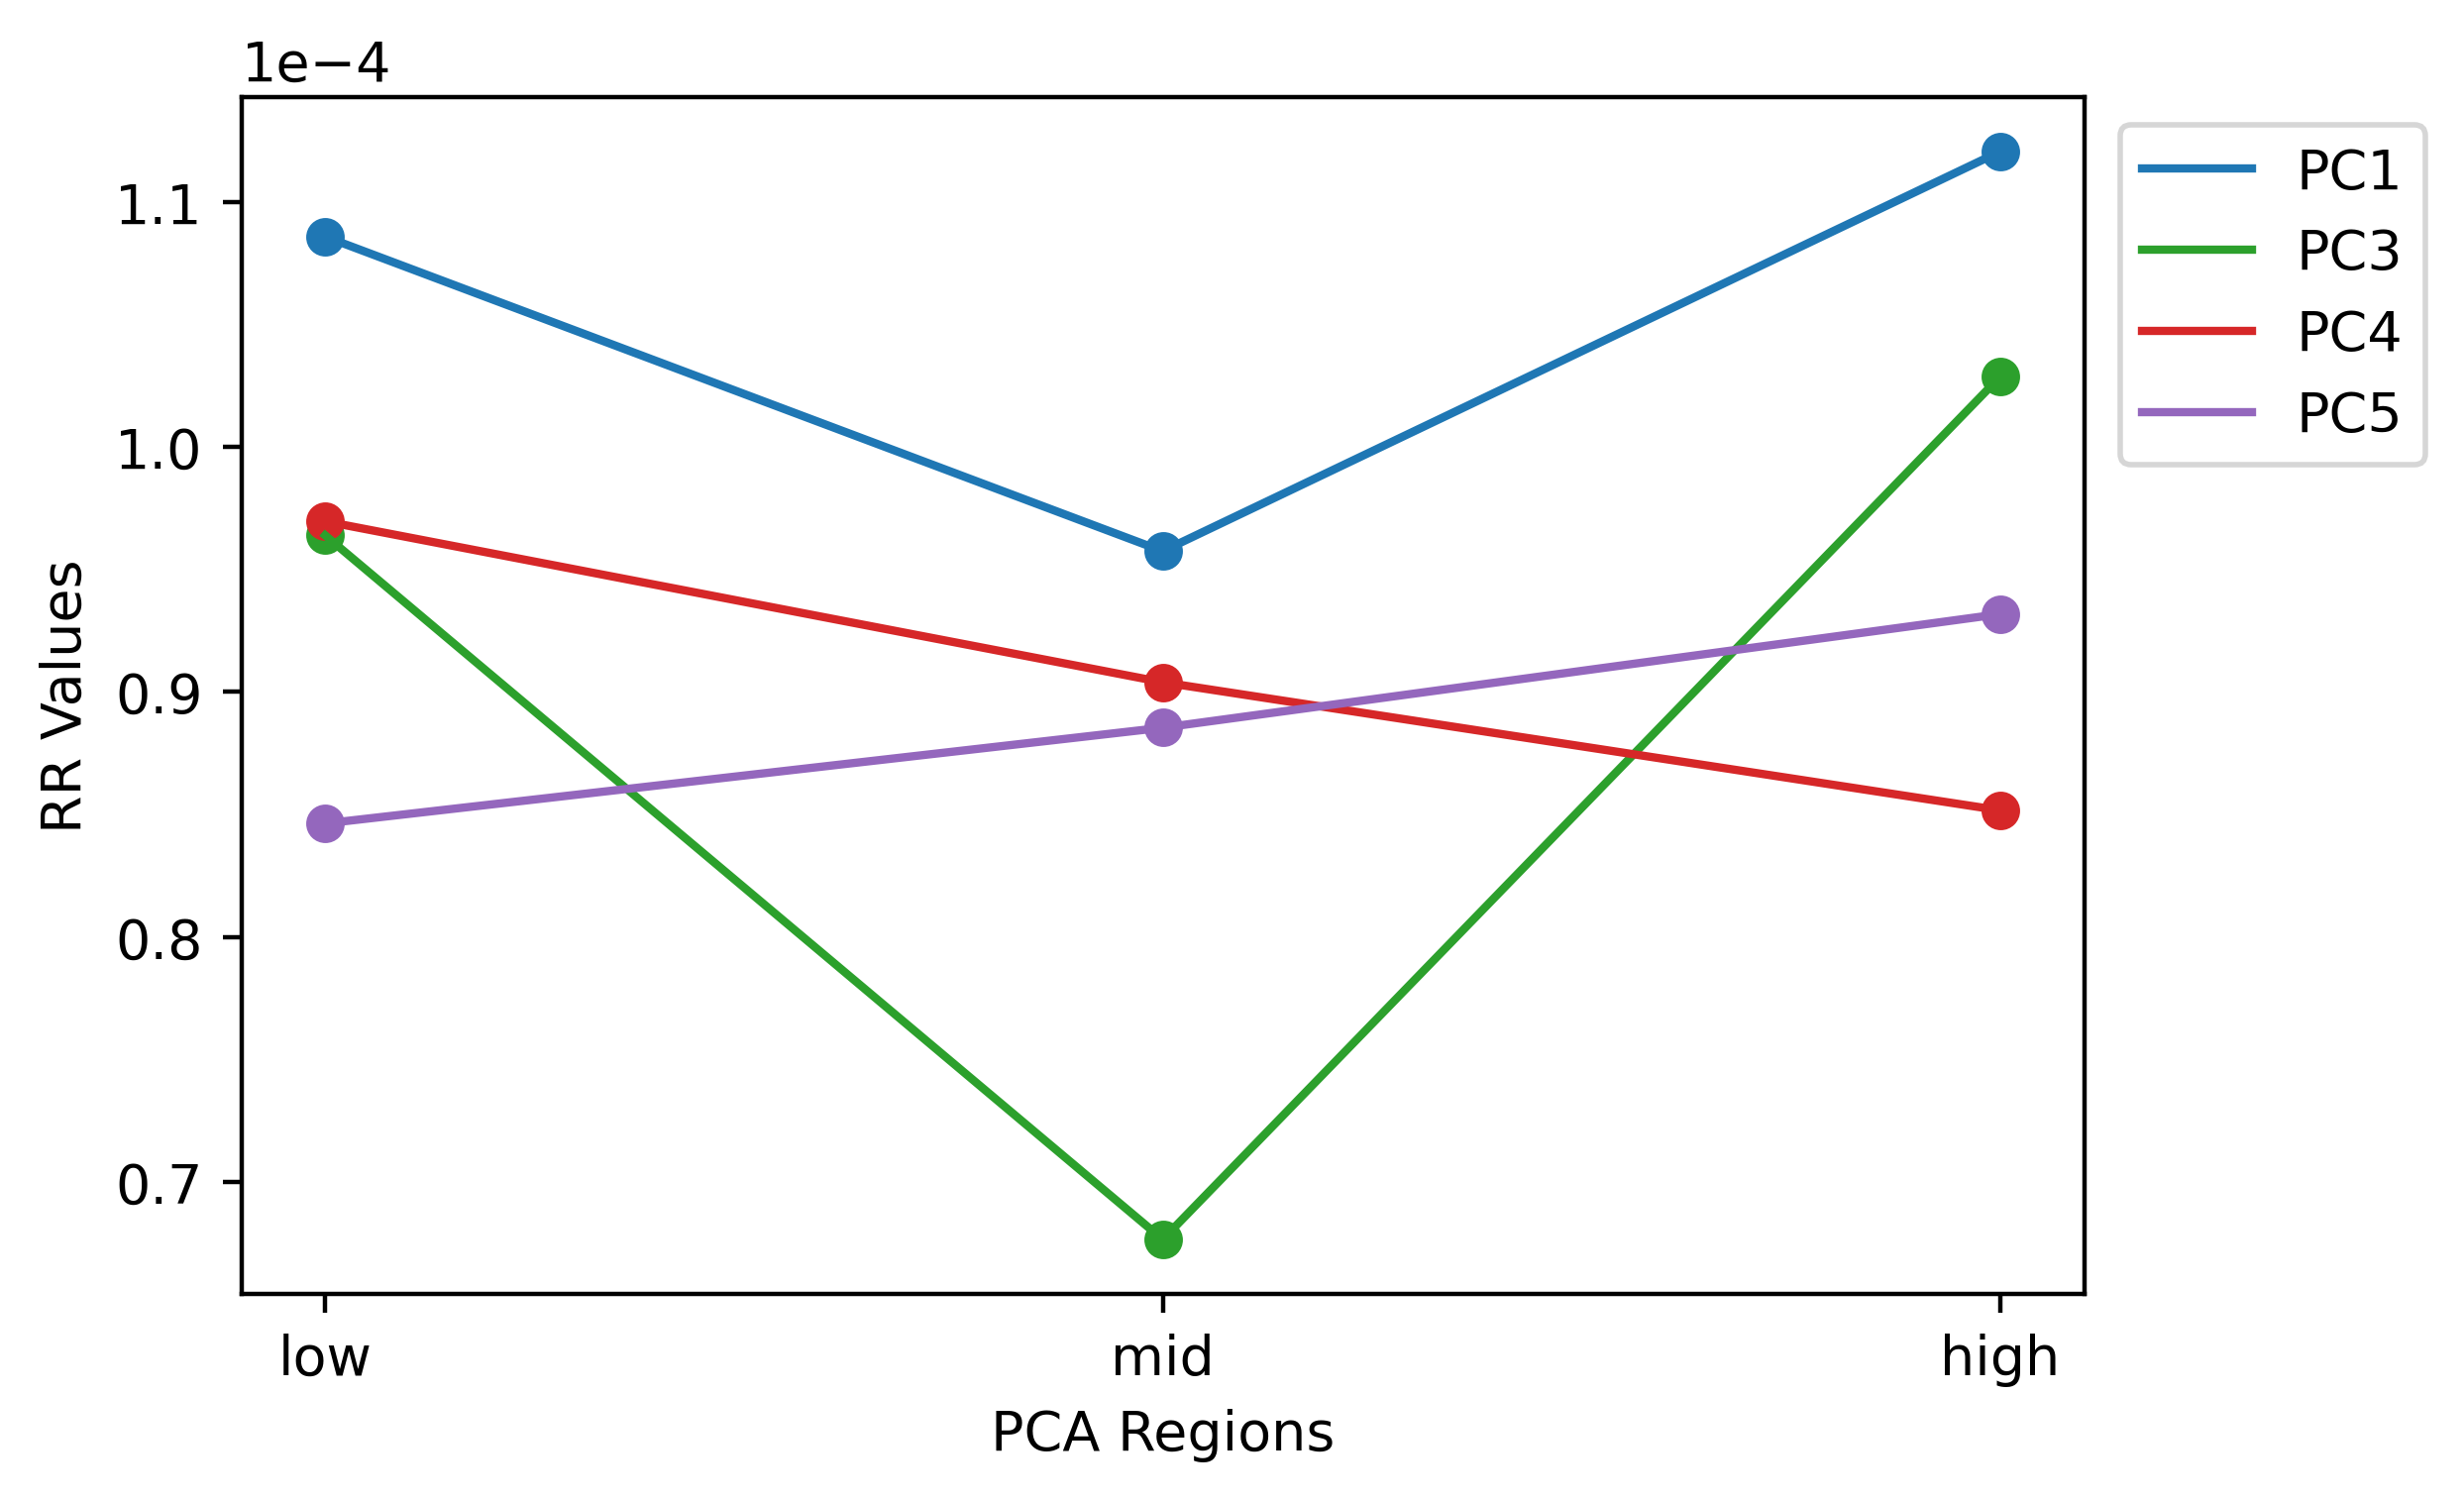 1e−4
1.1
1.0
0.9
0.8
0.7
RR Values
low
mid
high
PCA Regions
PC1
PC3
PC4
PC5